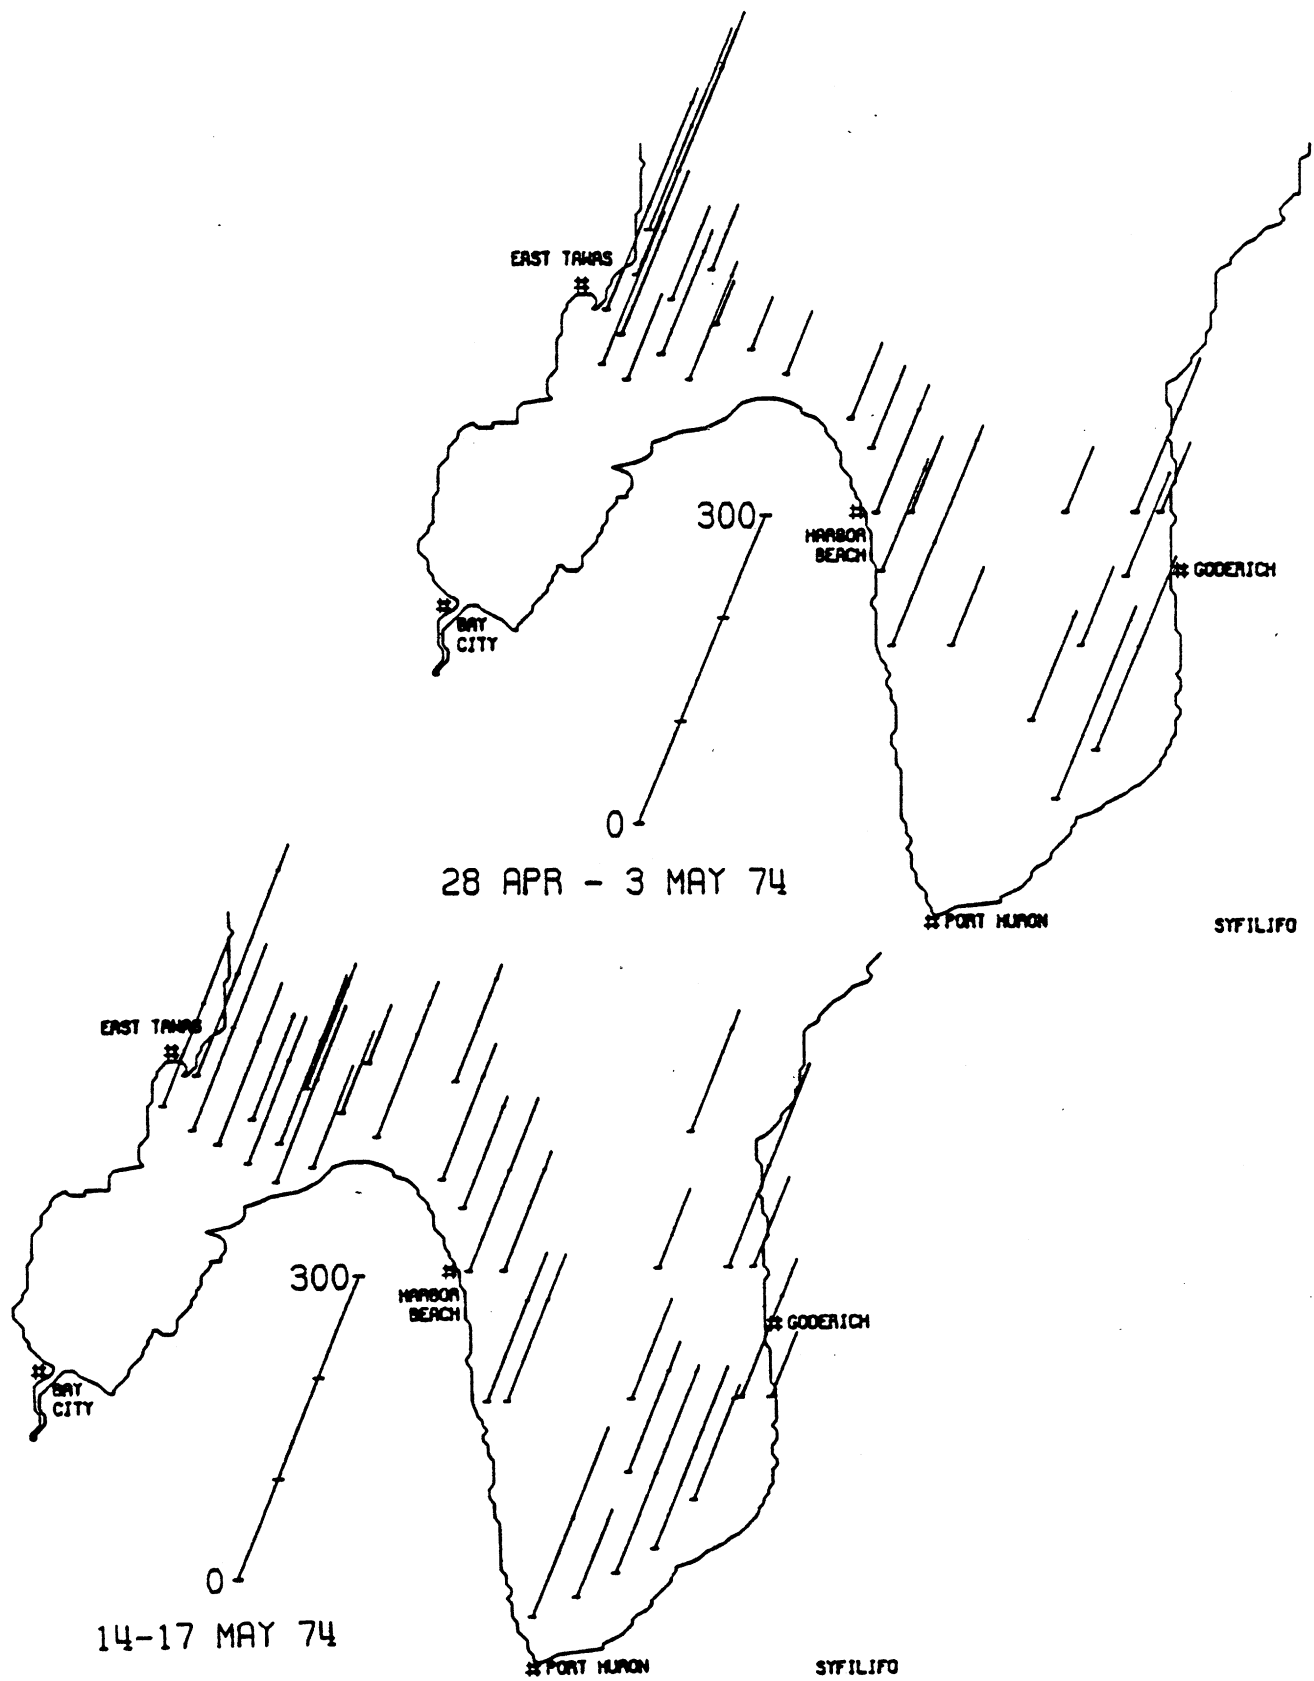 EAST TAWAS
300
HARBOR
BEACH
GODERICH
BAY
CITY
0
28 APR - 3 MAY 74
PORT HURON
SYFILIFO
EAST TAWAS
300
HARBOR
BEACH
GODERICH
BAY
CITY
0
14-17 MAY 74
PORT HURON
SYFILIFO